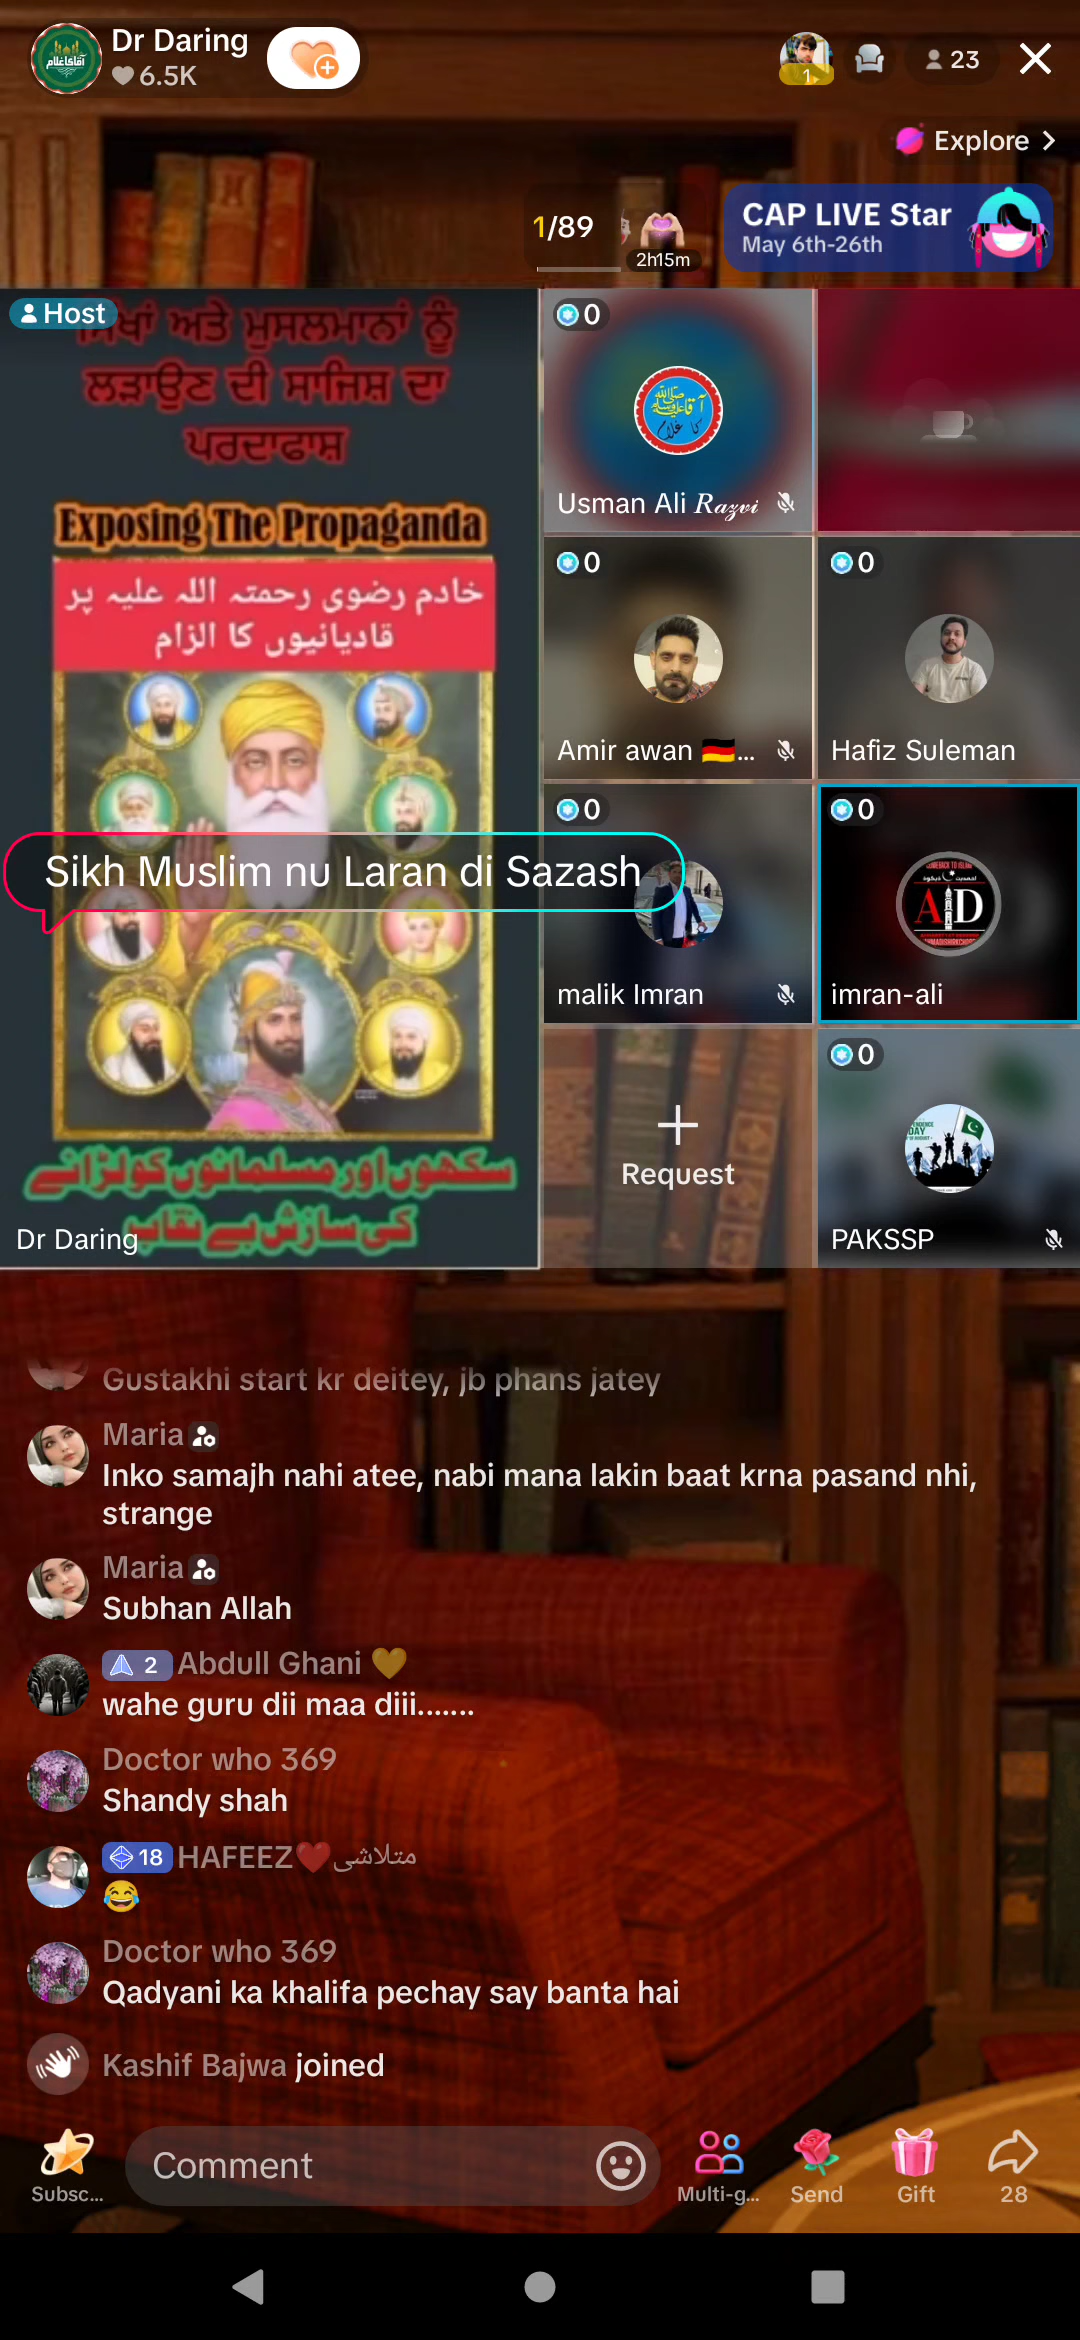 Dr Daring
6.5K
1
23
Explore
1/89
2h15m
CAP LIVE Star
May 6th-26th
Host
ਸਿੱਖਾਂ ਅਤੇ ਮੁਸਲਮਾਨਾਂ ਨੂੰ
ਲੜਾਉਣ ਦੀ ਸਾਜਿਸ਼ ਦਾ
ਪਰਦਾਫਾਸ਼
Exposing The Propaganda
خادم رضوی رحمتہ اللہ علیہ پر
قادیانیوں کا الزام
Sikh Muslim nu Laran di Sazash
سکھوں اور مسلمانوں کو لڑانے
کی سازش بے نقاب
Dr Daring
0
Usman Ali Razvi
0
Amir awan 🇩🇪...
0
Hafiz Suleman
0
malik Imran
0
AD
imran-ali
Request
0
PAKSSP
Gustakhi start kr deitey, jb phans jatey
Maria
Inko samajh nahi atee, nabi mana lakin baat krna pasand nhi,
strange
Maria
Subhan Allah
2 Abdull Ghani 💛
wahe guru dii maa diii.......
Doctor who 369
Shandy shah
18 HAFEEZ❤️متلاشی
😂
Doctor who 369
Qadyani ka khalifa pechay say banta hai
Kashif Bajwa joined
Comment
Subsc...
Multi-g...
Send
Gift
28